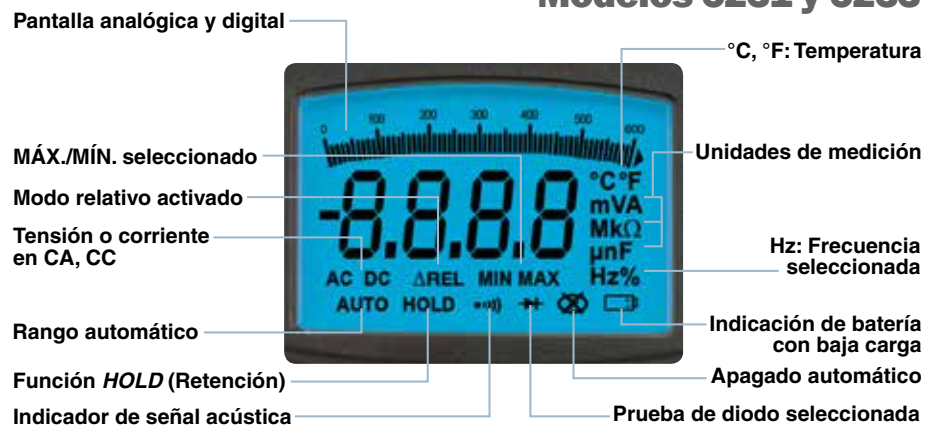 Pantalla analógica y digital
°C, °F: Temperatura
0 100 200 300 400 500 600
MÁX./MÍN. seleccionado
Unidades de medición
°C°F
Modo relativo activado
-8.8.8.8
mVA
Tensión o corriente
en CA, CC
MkΩ
µnF
Hz: Frecuencia
seleccionada
AC DC ΔREL MIN MAX Hz%
AUTO HOLD
Rango automático
Indicación de batería
con baja carga
Función HOLD (Retención)
Apagado automático
Indicador de señal acústica
Prueba de diodo seleccionada